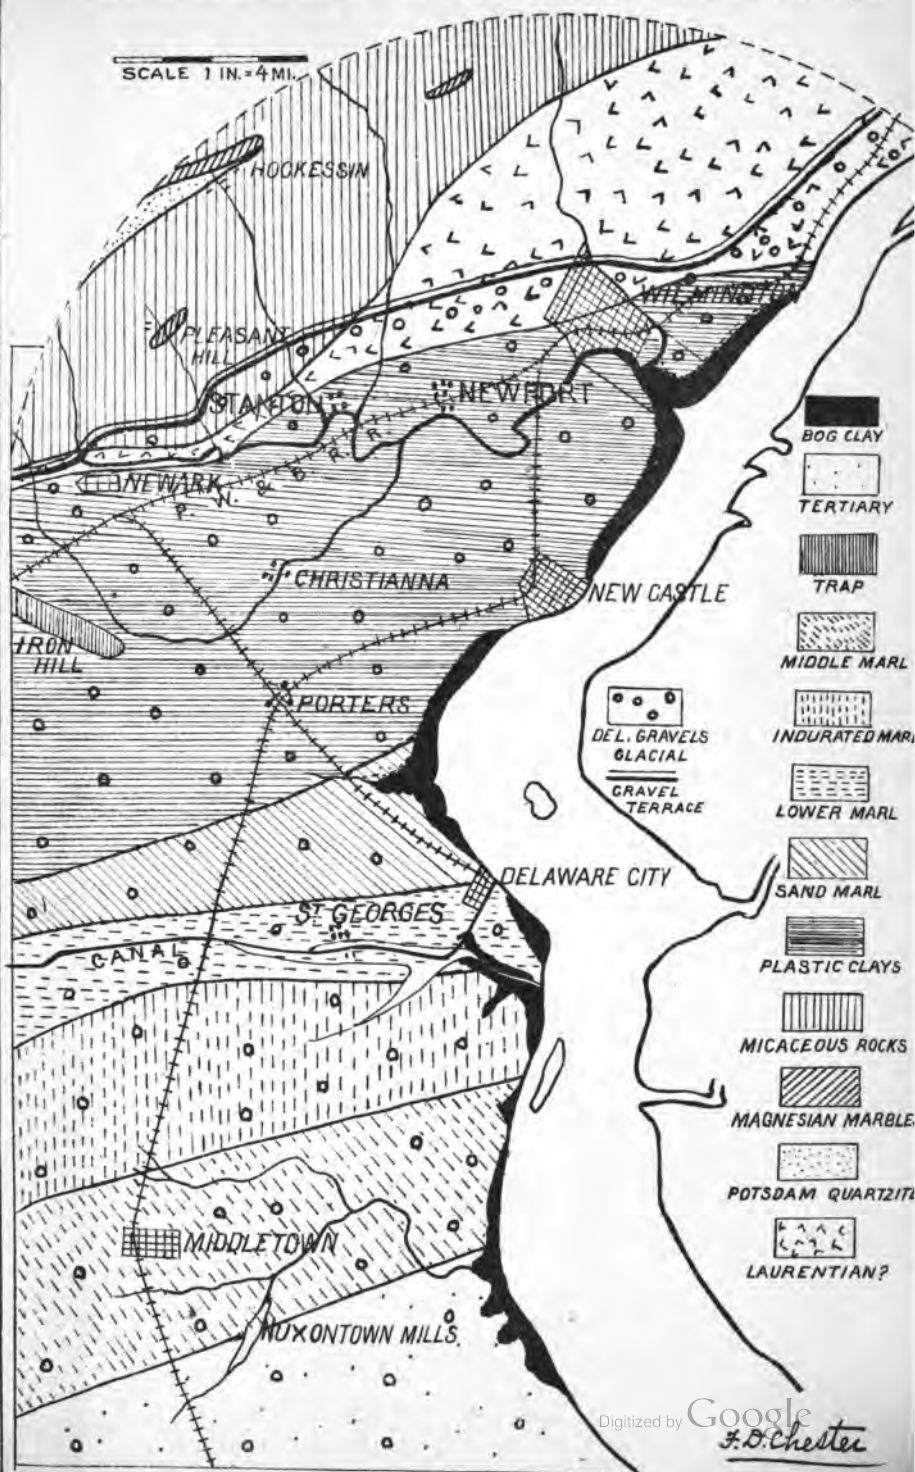 SCALE 1 IN.=4 MI.
HOCKESSIN
WILMINGTON
PLEASANT
HILL
STANTON
NEWPORT
NEWARK
P. W. & B. R. R.
CHRISTIANNA
NEW CASTLE
IRON
HILL
PORTERS
DELAWARE CITY
ST GEORGES
CANAL
MIDDLETOWN
NUXONTOWN MILLS
BOG CLAY
TERTIARY
TRAP
MIDDLE MARL
INDURATED MARL
LOWER MARL
SAND MARL
PLASTIC CLAYS
MICACEOUS ROCKS
MAGNESIAN MARBLE
POTSDAM QUARTZITE
LAURENTIAN?
DEL. GRAVELS
GLACIAL
GRAVEL
TERRACE
Digitized by Google
F. D. Chester